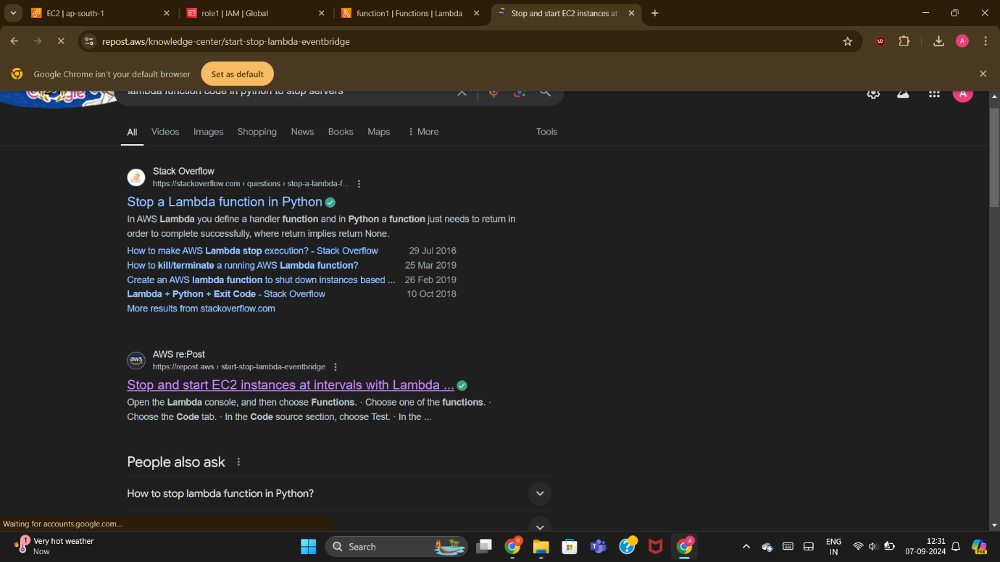 EC2 | ap-south-1
role1 | IAM | Global
function1 | Functions | Lambda
Stop and start EC2 instances at
repost.aws/knowledge-center/start-stop-lambda-eventbridge
A
Google Chrome isn't your default browser
Set as default
lambda function code in python to stop servers
A
All
Videos
Images
Shopping
News
Books
Maps
More
Tools
Stack Overflow
https://stackoverflow.com › questions › stop-a-lambda-f...
Stop a Lambda function in Python
In AWS Lambda you define a handler function and in Python a function just needs to return in
order to complete successfully, where return implies return None.
How to make AWS Lambda stop execution? - Stack Overflow 29 Jul 2016
How to kill/terminate a running AWS Lambda function? 25 Mar 2019
Create an AWS lambda function to shut down instances based ... 26 Feb 2019
Lambda + Python + Exit Code - Stack Overflow 10 Oct 2018
More results from stackoverflow.com
aws
AWS re:Post
https://repost.aws › start-stop-lambda-eventbridge
Stop and start EC2 instances at intervals with Lambda ...
Open the Lambda console, and then choose Functions. · Choose one of the functions. ·
Choose the Code tab. · In the Code source section, choose Test. · In the ...
People also ask
How to stop lambda function in Python?
Waiting for accounts.google.com...
1
Very hot weather
Now
Search
R
A
ENG
IN
12:31
07-09-2024
PRE